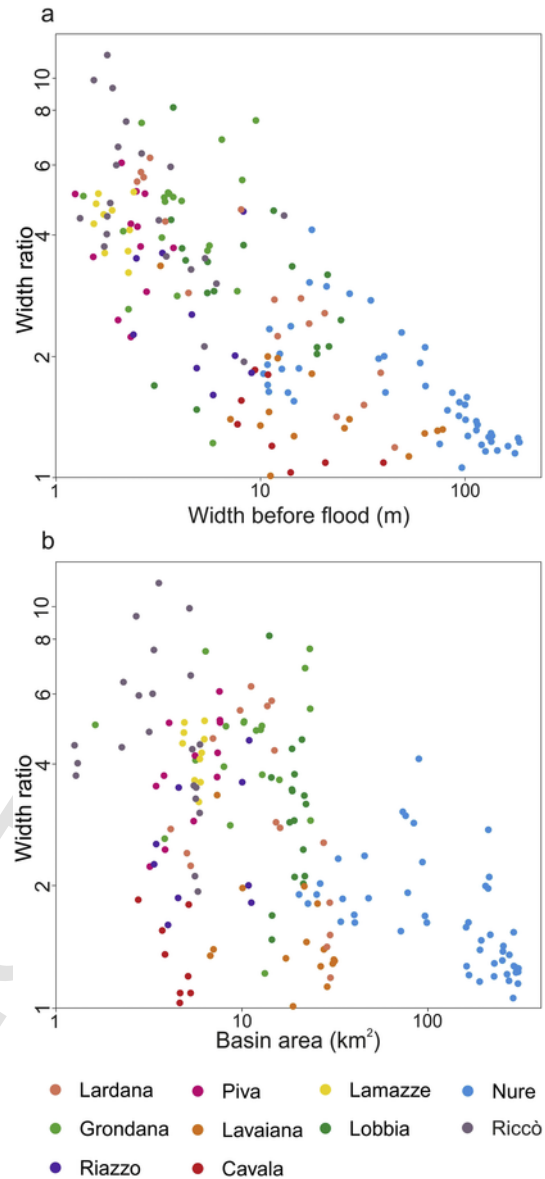 a
10
8
6
4
2
1
Width ratio
1 10 100
Width before flood (m)
b
10
8
6
4
2
1
Width ratio
1 10 100
Basin area (km²)
Lardana Piva Lamazze Nure
Grondana Lavaiana Lobbia Riccò
Riazzo Cavala